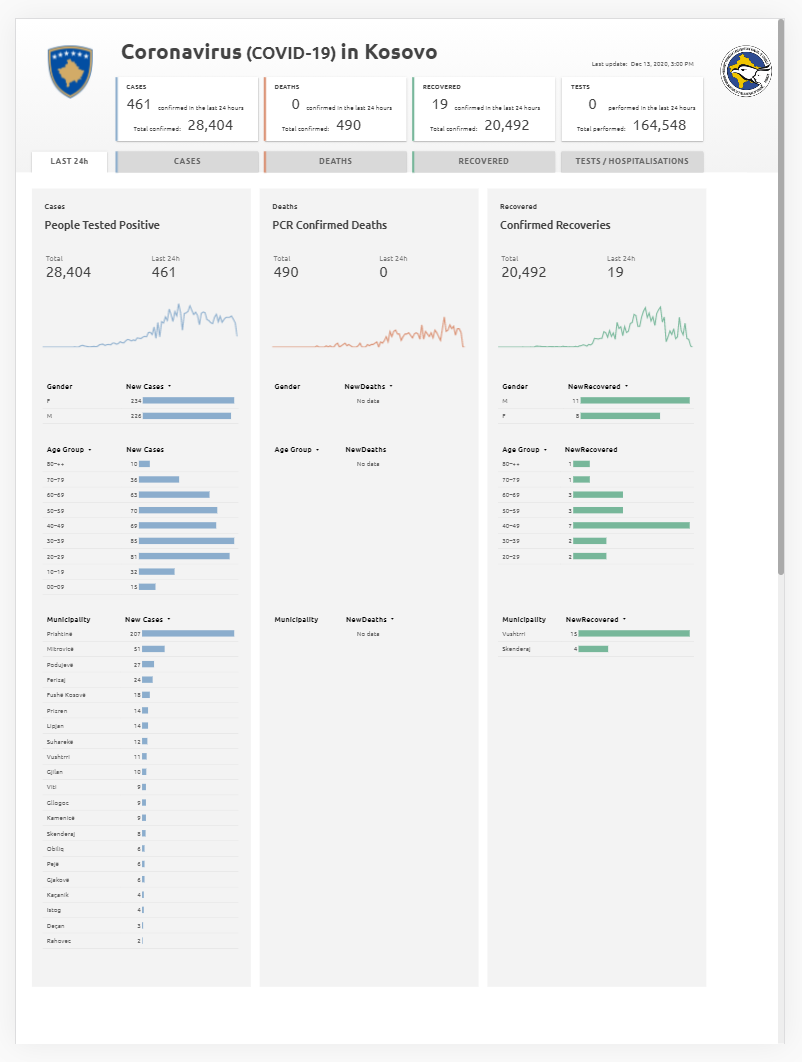 Coronavirus (COVID-19) in Kosovo
Last update: Dec 13, 2020, 3:00 PM
CASES
461 confirmed in the last 24 hours
Total confirmed: 28,404
DEATHS
0 confirmed in the last 24 hours
Total confirmed: 490
RECOVERED
19 confirmed in the last 24 hours
Total confirmed: 20,492
TESTS
0 performed in the last 24 hours
Total performed: 164,548
LAST 24h
CASES
DEATHS
RECOVERED
TESTS / HOSPITALISATIONS
Cases
People Tested Positive
Total Last 24h
28,404 461
Gender New Cases
F 234
M 226
Age Group New Cases
80-++ 10
70-79 36
60-69 63
50-59 70
40-49 69
30-39 85
20-29 81
10-19 32
00-09 15
Municipality New Cases
Prishtinë 207
Mitrovicë 51
Podujevë 27
Ferizaj 24
Fushë Kosovë 18
Prizren 14
Lipjan 14
Suharekë 12
Vushtrri 11
Gjilan 10
Viti 9
Gllogoc 9
Kamenicë 9
Skenderaj 8
Obiliq 6
Pejë 6
Gjakovë 6
Kaçanik 4
Istog 4
Deçan 3
Rahovec 2
Deaths
PCR Confirmed Deaths
Total Last 24h
490 0
Gender NewDeaths
No data
Age Group NewDeaths
No data
Municipality NewDeaths
No data
Recovered
Confirmed Recoveries
Total Last 24h
20,492 19
Gender NewRecovered
M 11
F 8
Age Group NewRecovered
80-++ 1
70-79 1
60-69 3
50-59 3
40-49 7
30-39 2
20-29 2
Municipality NewRecovered
Vushtrri 15
Skenderaj 4